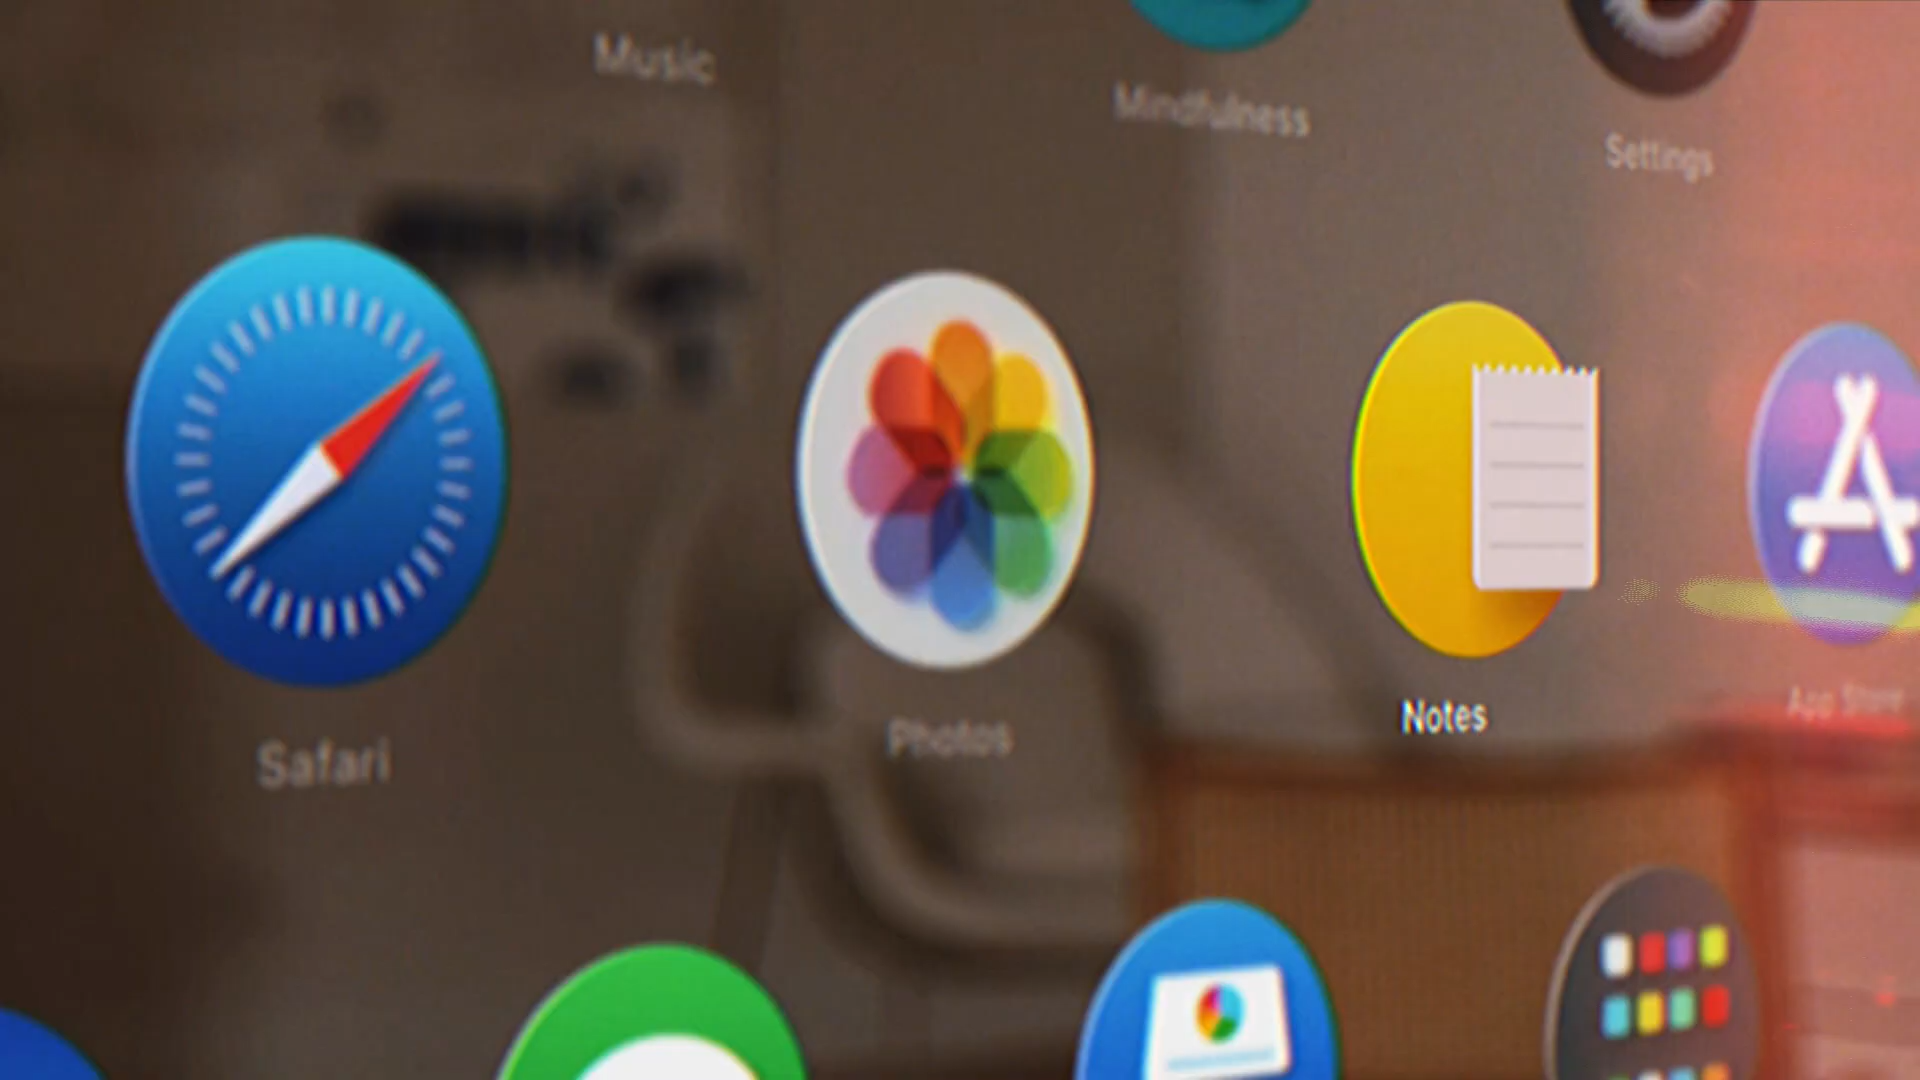 Music
Mindfulness
Settings
Safari
Photos
Notes
App Store